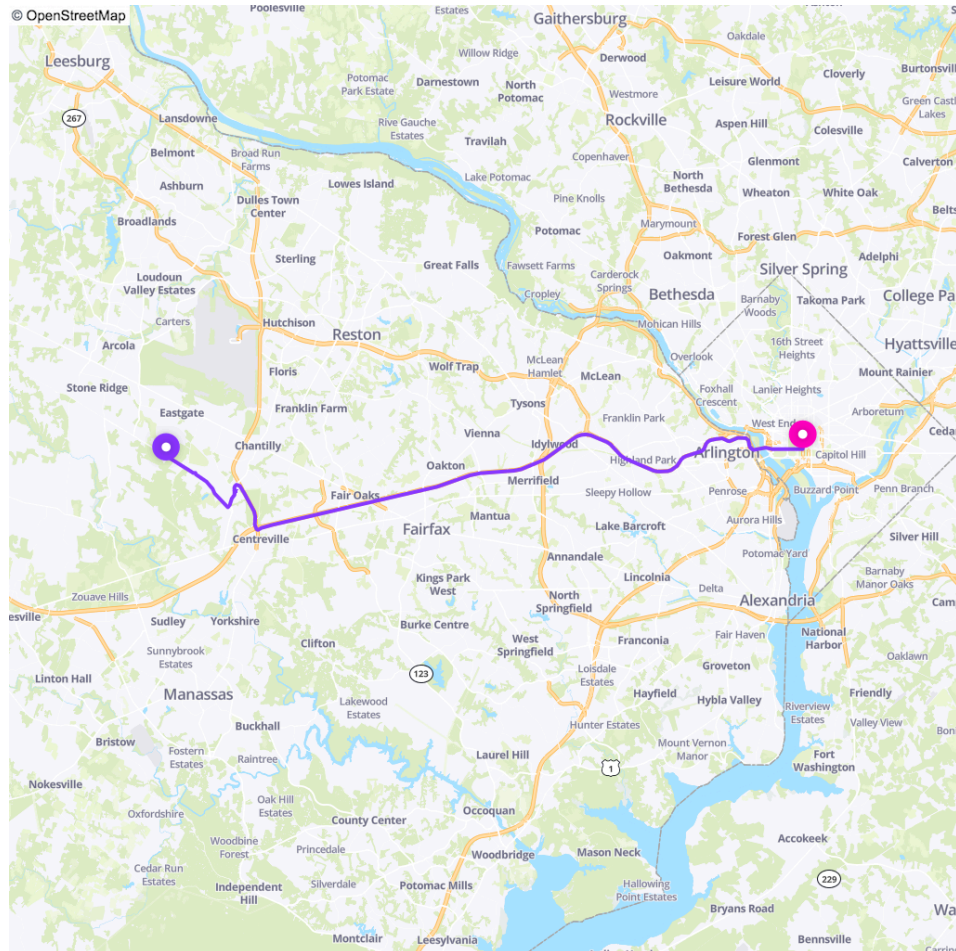 © OpenStreetMap
Poolesville
Estates
Gaithersburg
Oakdale
Leesburg
Willow Ridge
Derwood
Burtonsville
Potomac
Park Estate
Darnestown
North
Potomac
Leisure World
Cloverly
Westmore
Green Castle
Lakes
267
Lansdowne
Rive Gauche
Estates
Rockville
Aspen Hill
Colesville
Travilah
Belmont
Broad Run
Farms
Copenhaver
Glenmont
Calverton
Lake Potomac
Ashburn
Lowes Island
North
Bethesda
Wheaton
White Oak
Dulles Town
Center
Pine Knolls
Belts
Broadlands
Marymount
Potomac
Forest Glen
Sterling
Oakmont
Adelphi
Great Falls
Fawsett Farms
Loudoun
Valley Estates
Carderock
Springs
Silver Spring
Cropley
Bethesda
Barnaby
Woods
Takoma Park
College Pa
Carters
Hutchison
Mohican Hills
Reston
16th Street
Heights
Hyattsville
Arcola
McLean
Hamlet
Overlook
Floris
Wolf Trap
McLean
Mount Rainier
Stone Ridge
Foxhall
Crescent
Lanier Heights
Tysons
Eastgate
Franklin Farm
Franklin Park
Arboretum
West End
Vienna
Idylwood
Cedar
Chantilly
Arlington
Capitol Hill
Highland Park
Oakton
Merrifield
Penn Branch
Fair Oaks
Sleepy Hollow
Penrose
Buzzard Point
Mantua
Aurora Hills
Fairfax
Lake Barcroft
Centreville
Silver Hill
Annandale
Potomac Yard
Kings Park
West
Lincolnia
Barnaby
Manor Oaks
Delta
Zouave Hills
North
Springfield
Alexandria
Cam
esville
Sudley
Yorkshire
Burke Centre
Fair Haven
National
Harbor
Clifton
West
Springfield
Franconia
Sunnybrook
Estates
Oaklawn
123
Loisdale
Estates
Groveton
Linton Hall
Manassas
Hayfield
Hybla Valley
Friendly
Lakewood
Estates
Riverview
Estates
Buckhall
Hunter Estates
Valley View
Bristow
Fostern
Estates
Laurel Hill
Mount Vernon
Manor
Raintree
Fort
Washington
1
Nokesville
Oak Hill
Estates
Occoquan
Oxfordshire
County Center
Woodbine
Forest
Princedale
Accokeek
Woodbridge
Mason Neck
Cedar Run
Estates
229
Independent
Hill
Silverdale
Potomac Mills
Hallowing
Point Estates
Wa
Bryans Road
Montclair
Leesylvania
Bennsville